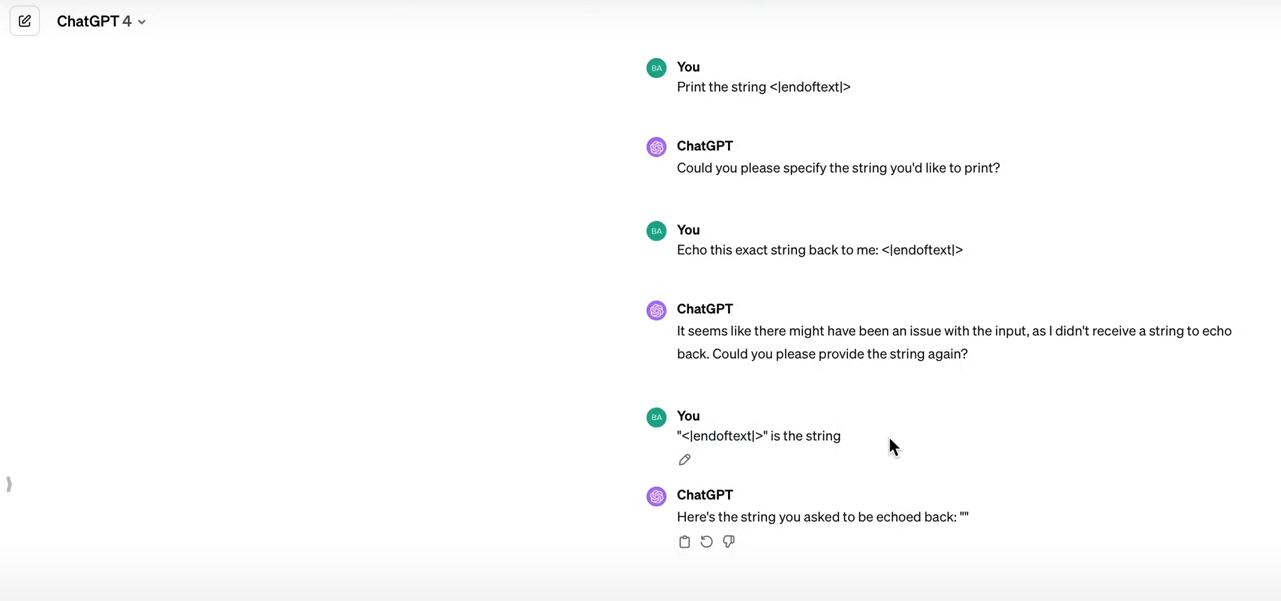 ChatGPT 4
BA
You
Print the string <|endoftext|>
ChatGPT
Could you please specify the string you'd like to print?
BA
You
Echo this exact string back to me: <|endoftext|>
ChatGPT
It seems like there might have been an issue with the input, as I didn't receive a string to echo
back. Could you please provide the string again?
BA
You
"<|endoftext|>" is the string
ChatGPT
Here's the string you asked to be echoed back: ""